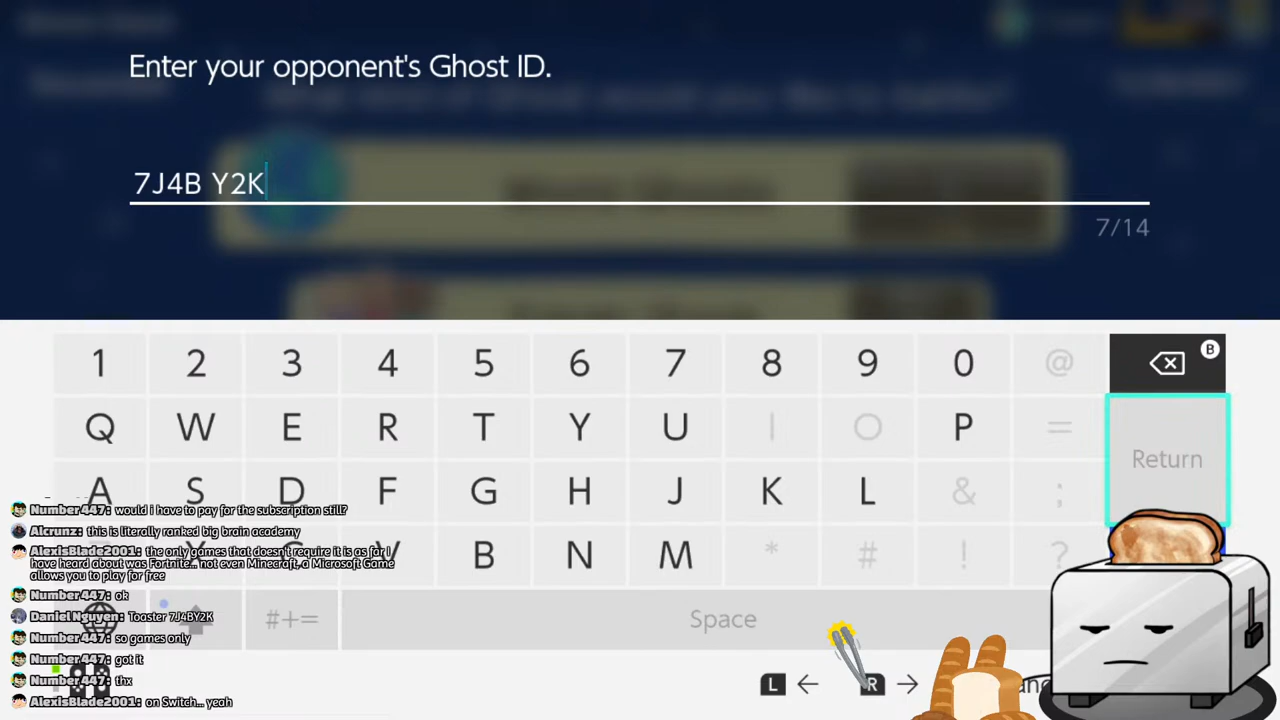 Enter your opponent's Ghost ID.
7J4B Y2K
7/14
1 2 3 4 5 6 7 8 9 0 @
B
Q W E R T Y U I O P =
Return
A S D F G H J K L & ;
Number447: would i have to pay for the subscription still?
Alcrunz: this is literally ranked big brain academy
AlexisBlade2001: the only games that doesn't require it is as far I
have heard about was Fortnite... not even Minecraft, a Microsoft Game
allows you to play for free
X C V B N M * # ! ?
Number447: ok
Daniel Nguyen: Tooster 7J4BY2K
#+= Space
Number447: so games only
Number447: got it
Number447: thx
L ← R →
AlexisBlade2001: on Switch... yeah